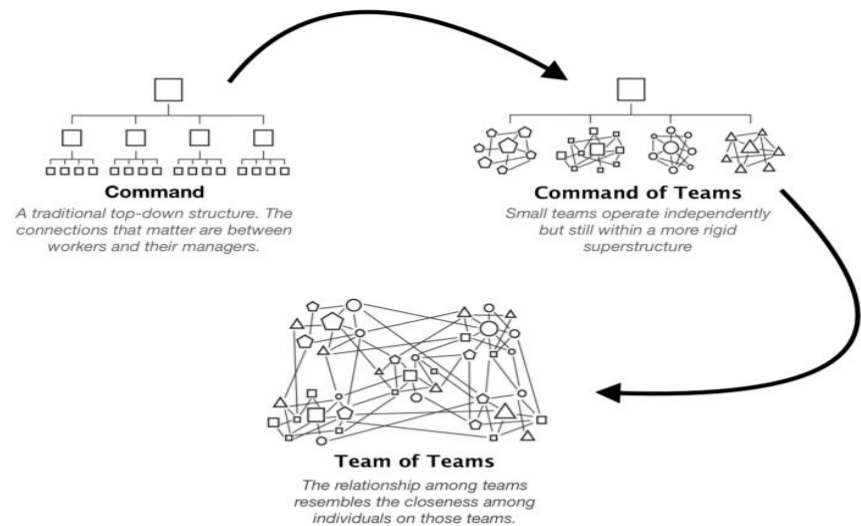 Command
A traditional top-down structure. The
connections that matter are between
workers and their managers.
Command of Teams
Small teams operate independently
but still within a more rigid
superstructure
Team of Teams
The relationship among teams
resembles the closeness among
individuals on those teams.